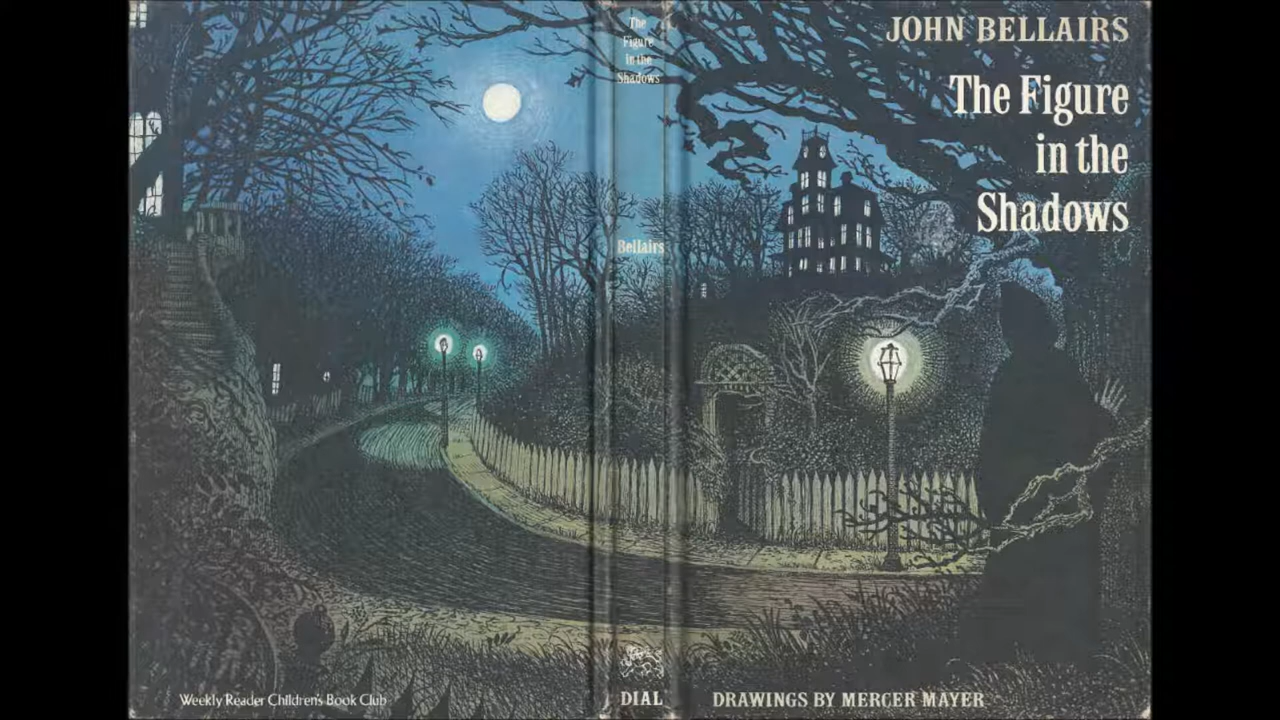 Weekly Reader Children's Book Club
The
Figure
in the
Shadows
Bellairs
DIAL
JOHN BELLAIRS
The Figure
in the
Shadows
DRAWINGS BY MERCER MAYER